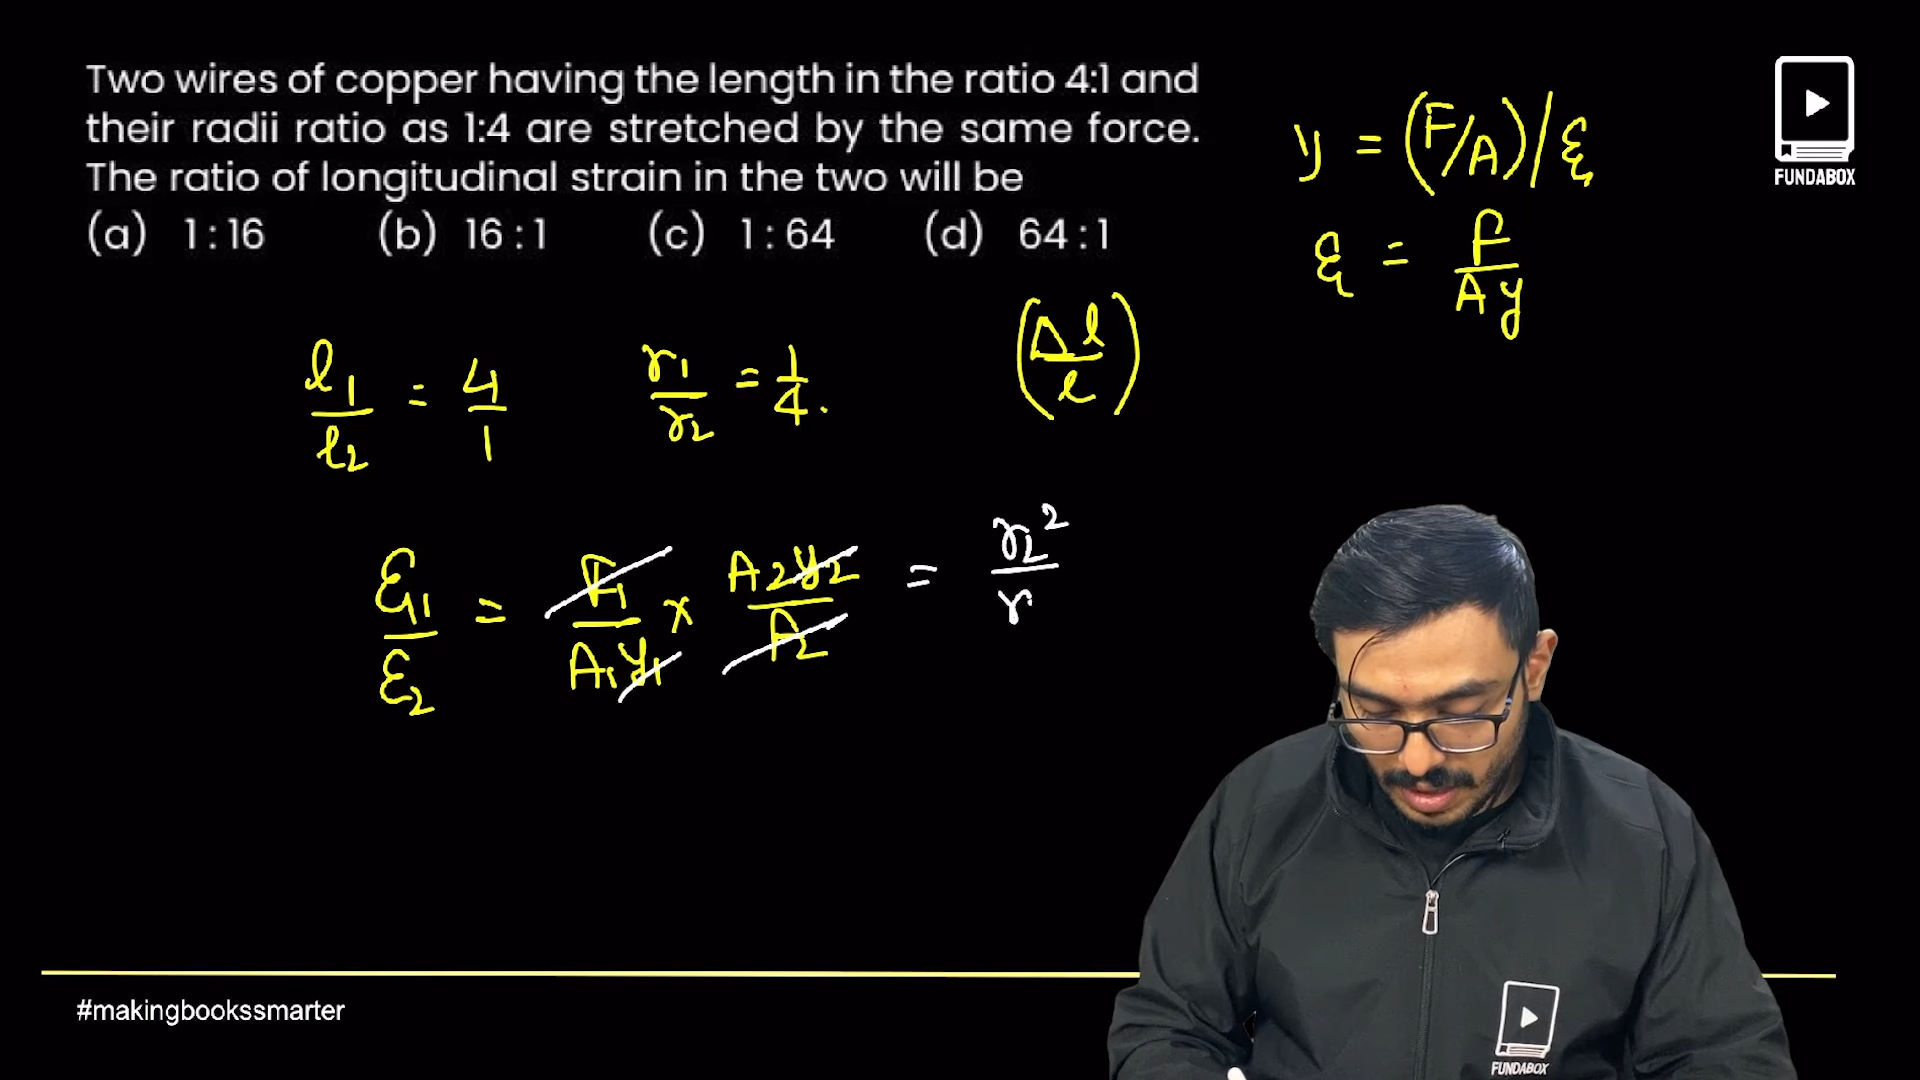 Two wires of copper having the length in the ratio 4:1 and
their radii ratio as 1:4 are stretched by the same force.
The ratio of longitudinal strain in the two will be
(a) 1 : 16 (b) 16 : 1 (c) 1 : 64 (d) 64 : 1
FUNDABOX
y = (F/A)/ε
ε = F/Ay
l1/l2 = 4/1 r1/r2 = 1/4. (Δl/l)
ε1/ε2 = F1/A1y1 x A2y2/F2 = r2²/r
#makingbookssmarter
FUNDABOX